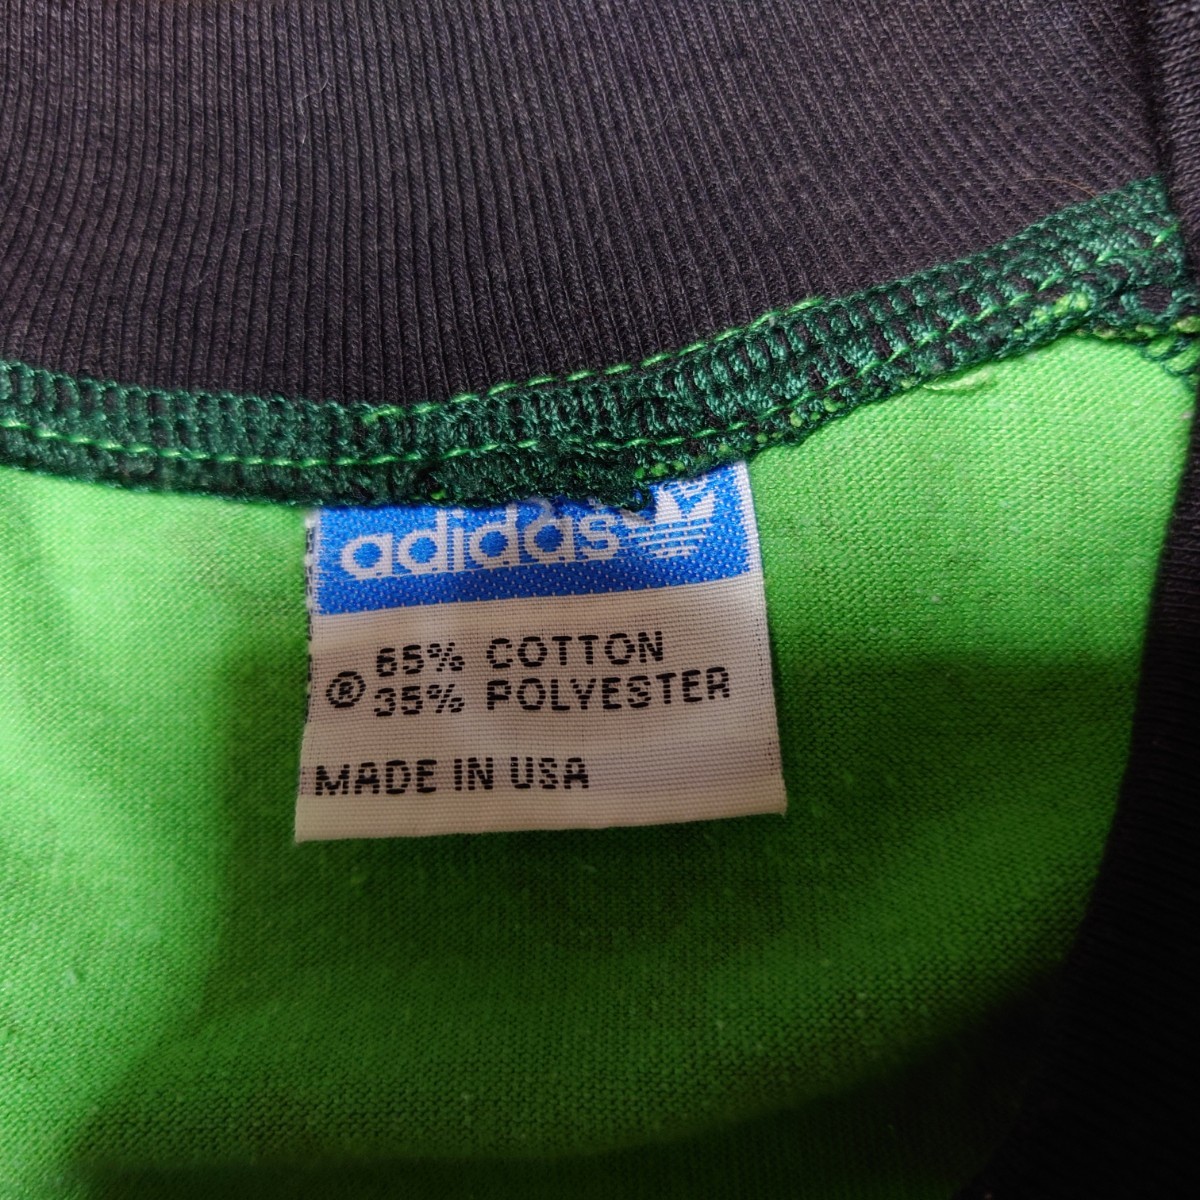 adidas
65% COTTON
® 35% POLYESTER
MADE IN USA